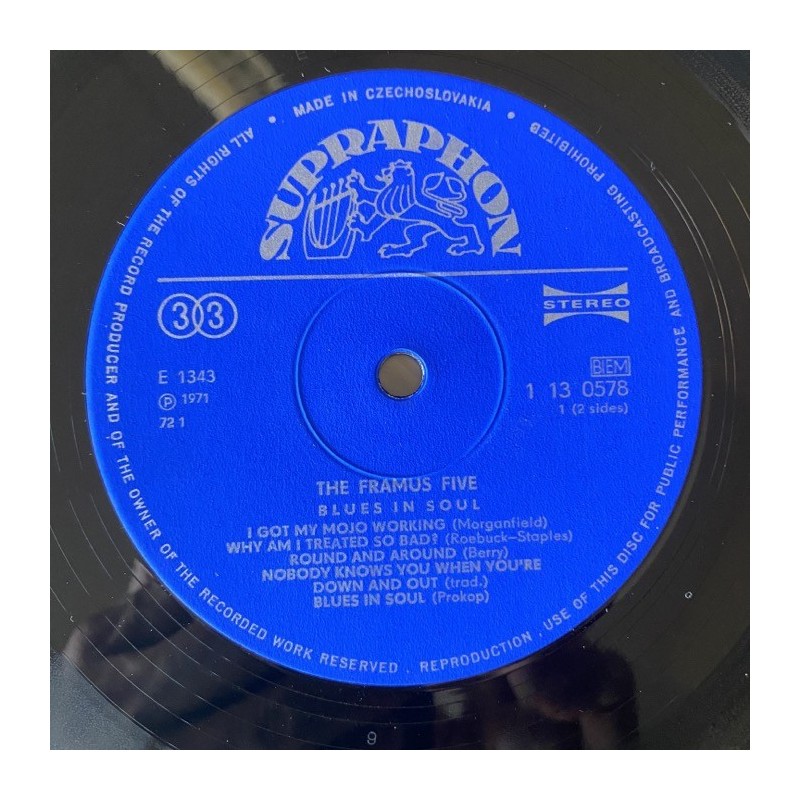 ALL RIGHTS OF THE RECORD PRODUCER AND OF THE OWNER OF THE RECORDED WORK RESERVED . REPRODUCTION . USE OF THIS DISC FOR PUBLIC PERFORMANCE AND BROADCASTING PROHIBITED
• MADE IN CZECHOSLOVAKIA •
SUPRAPHON
33
STEREO
E 1343
BIEM
℗ 1971
1 13 0578
72 1
1 (2 sides)
THE FRAMUS FIVE
BLUES IN SOUL
I GOT MY MOJO WORKING (Morganfield)
WHY AM I TREATED SO BAD? (Roebuck-Staples)
ROUND AND AROUND (Berry)
NOBODY KNOWS YOU WHEN YOU'RE
DOWN AND OUT (trad.)
BLUES IN SOUL (Prokop)
9